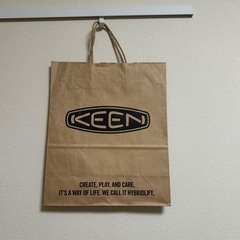 KEEN
CREATE, PLAY, AND CARE.
IT'S A WAY OF LIFE. WE CALL IT HYBRIDLIFE.